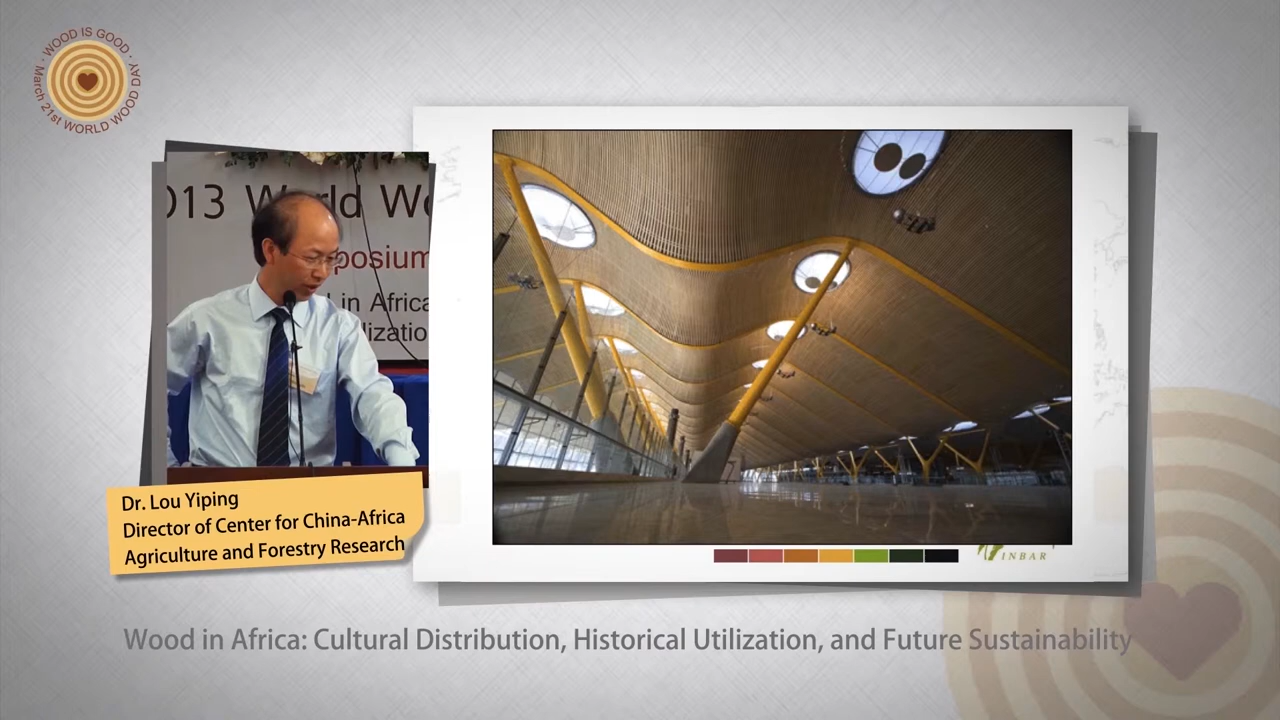 WOOD IS GOOD · March 21st WORLD WOOD DAY ·
013 World Wo
posium
in Africa
lizatio
Dr. Lou Yiping
Director of Center for China-Africa
Agriculture and Forestry Research
INBAR
Wood in Africa: Cultural Distribution, Historical Utilization, and Future Sustainability